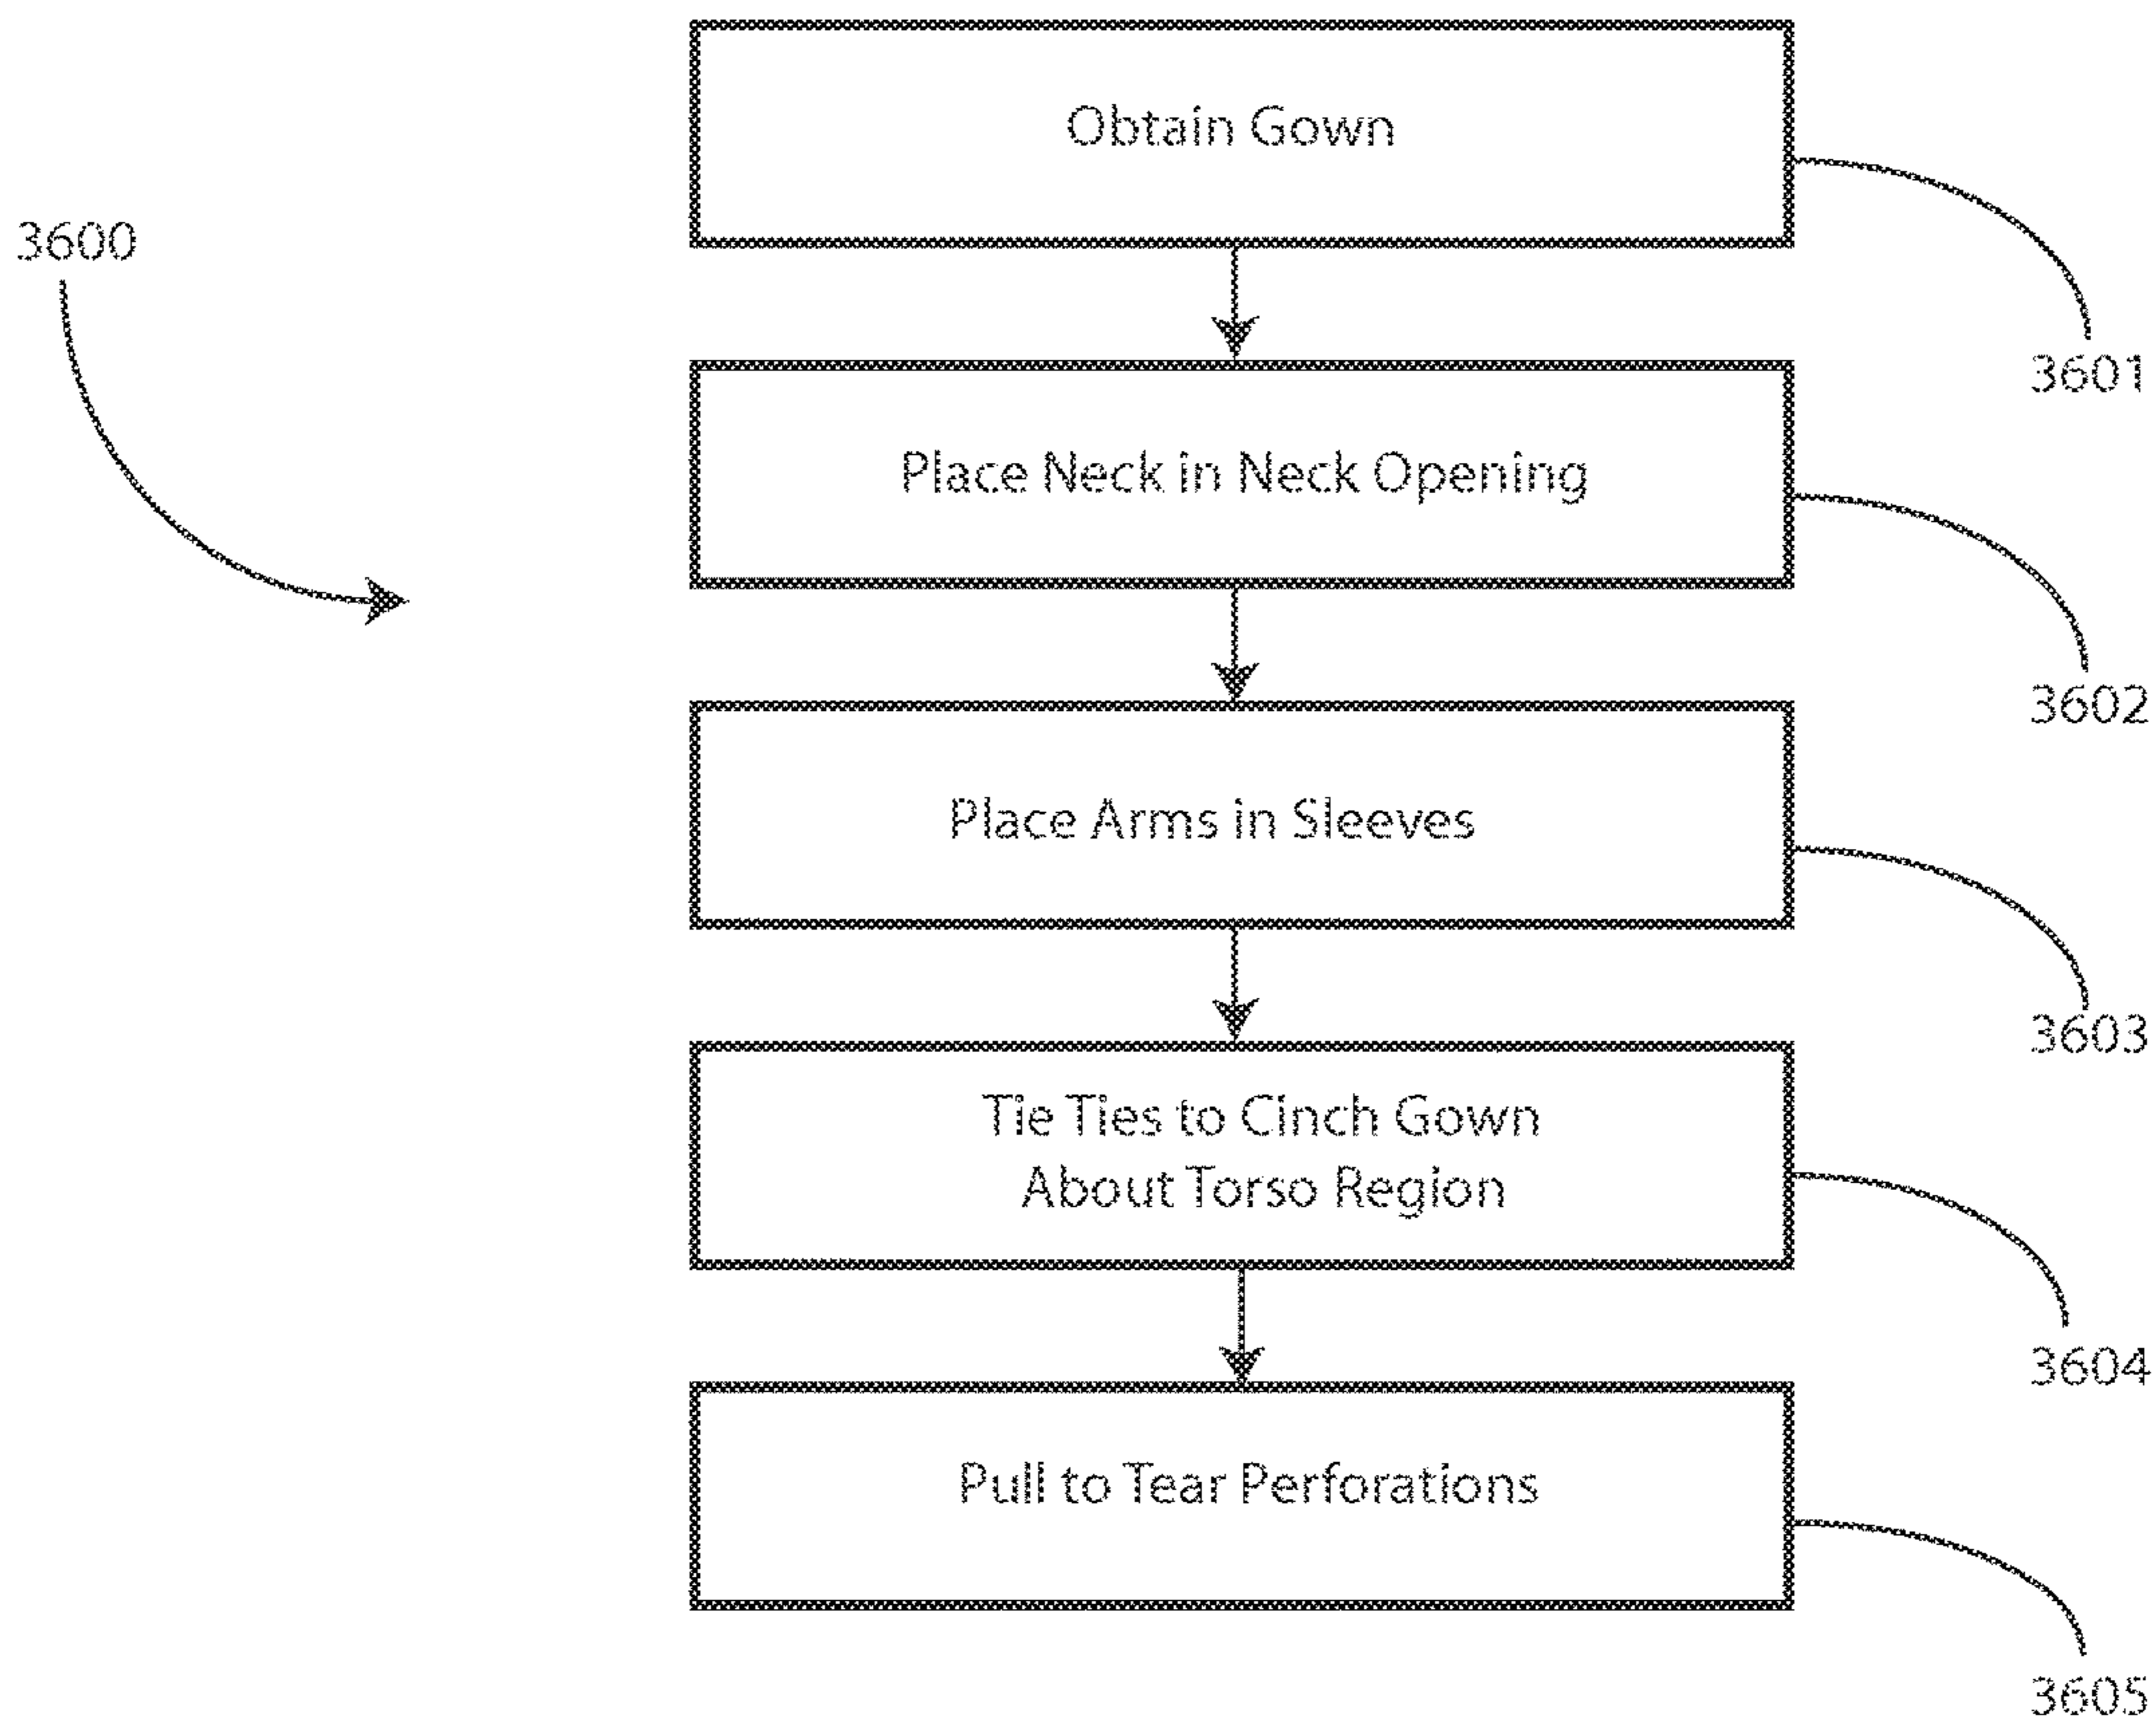 Obtain Gown
3600
3601
Place Neck in Neck Opening
3602
Place Arms in Sleeves
3603
Tie Ties to Cinch Gown
About Torso Region
3604
Pull to Tear Perforations
3605